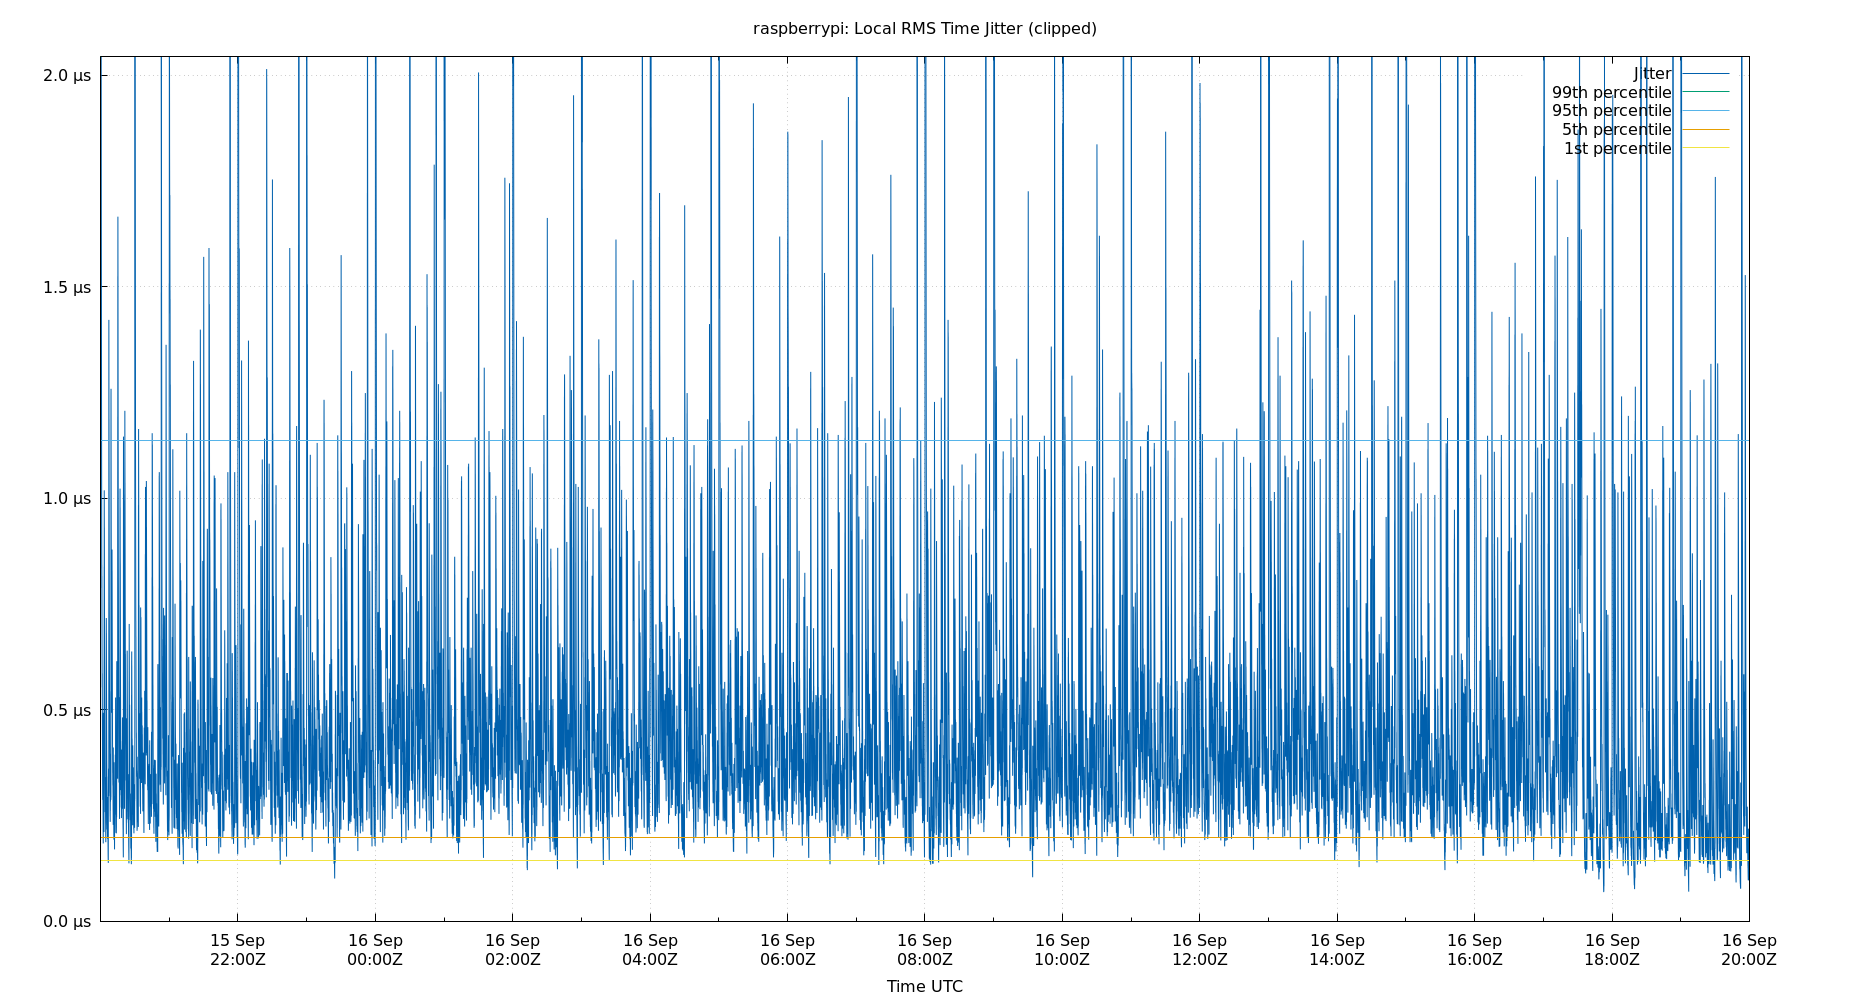 raspberrypi: Local RMS Time Jitter (clipped)
2.0 µs
1.5 µs
1.0 µs
0.5 µs
0.0 µs
Jitter
99th percentile
95th percentile
5th percentile
1st percentile
15 Sep 16 Sep 16 Sep 16 Sep 16 Sep 16 Sep 16 Sep 16 Sep 16 Sep 16 Sep 16 Sep 16 Sep
22:00Z 00:00Z 02:00Z 04:00Z 06:00Z 08:00Z 10:00Z 12:00Z 14:00Z 16:00Z 18:00Z 20:00Z
Time UTC